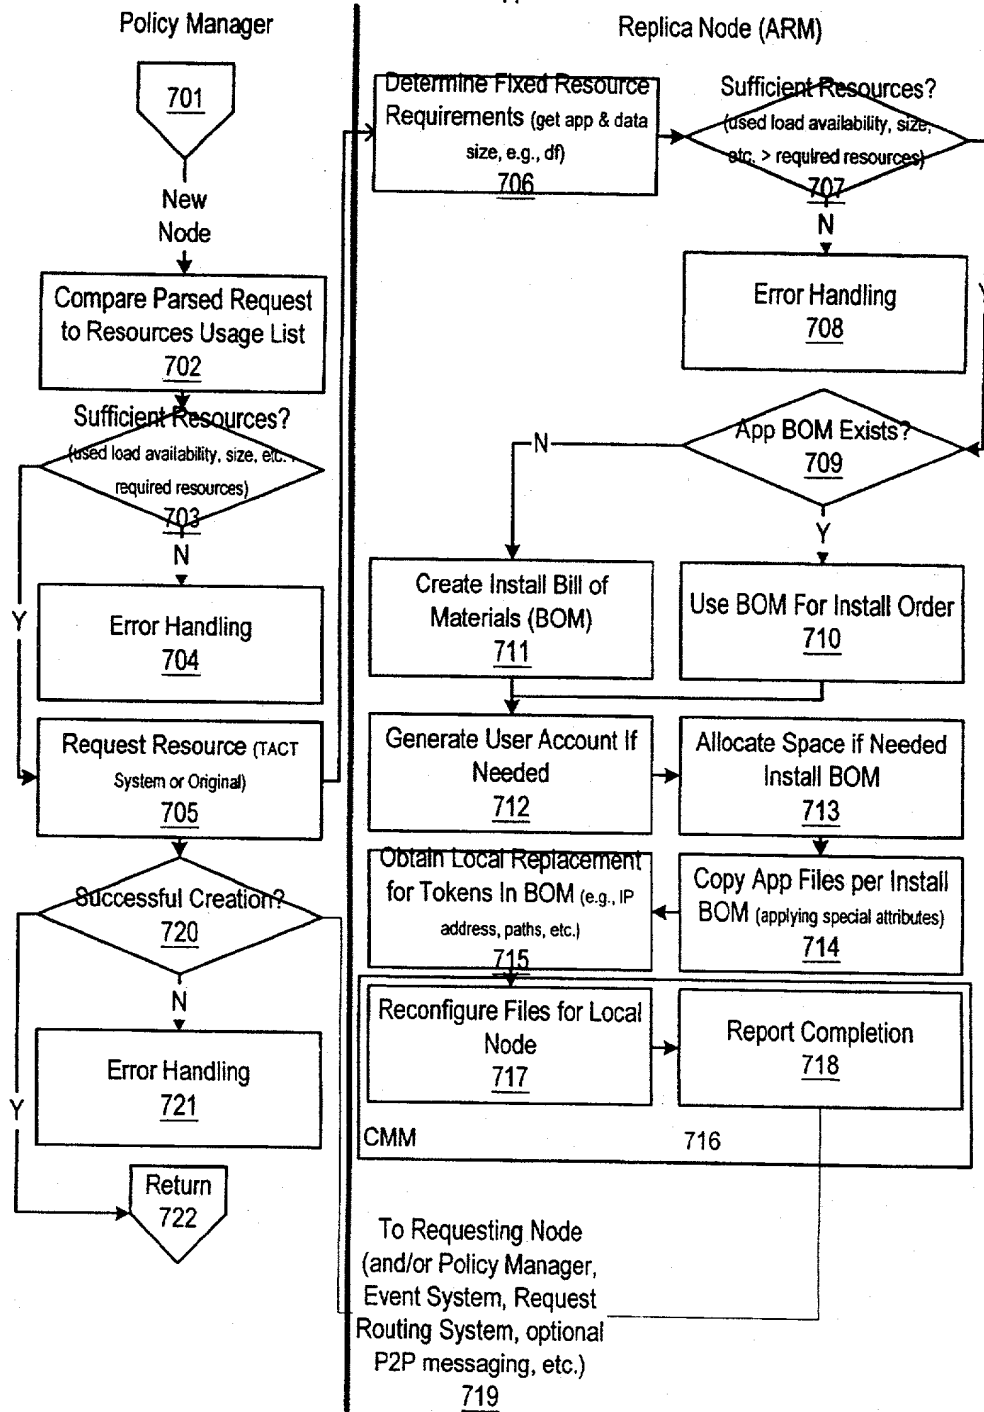 Policy Manager
701
New
Node
Compare Parsed Request
to Resources Usage List
702
Sufficient Resources?
(used load availability, size, etc.
required resources)
703
N
Y
Error Handling
704
Request Resource (TACT
System or Original)
705
Successful Creation?
720
N
Y
Error Handling
721
Return
722
Replica Node (ARM)
Determine Fixed Resource
Requirements (get app & data
size, e.g., df)
706
Sufficient Resources?
(used load availability, size,
etc. > required resources)
707
N
Y
Error Handling
708
App BOM Exists?
709
N
Y
Create Install Bill of
Materials (BOM)
711
Use BOM For Install Order
710
Generate User Account If
Needed
712
Allocate Space if Needed
Install BOM
713
Obtain Local Replacement
for Tokens In BOM (e.g., IP
address, paths, etc.)
715
Copy App Files per Install
BOM (applying special attributes)
714
Reconfigure Files for Local
Node
717
Report Completion
718
CMM
716
To Requesting Node
(and/or Policy Manager,
Event System, Request
Routing System, optional
P2P messaging, etc.)
719